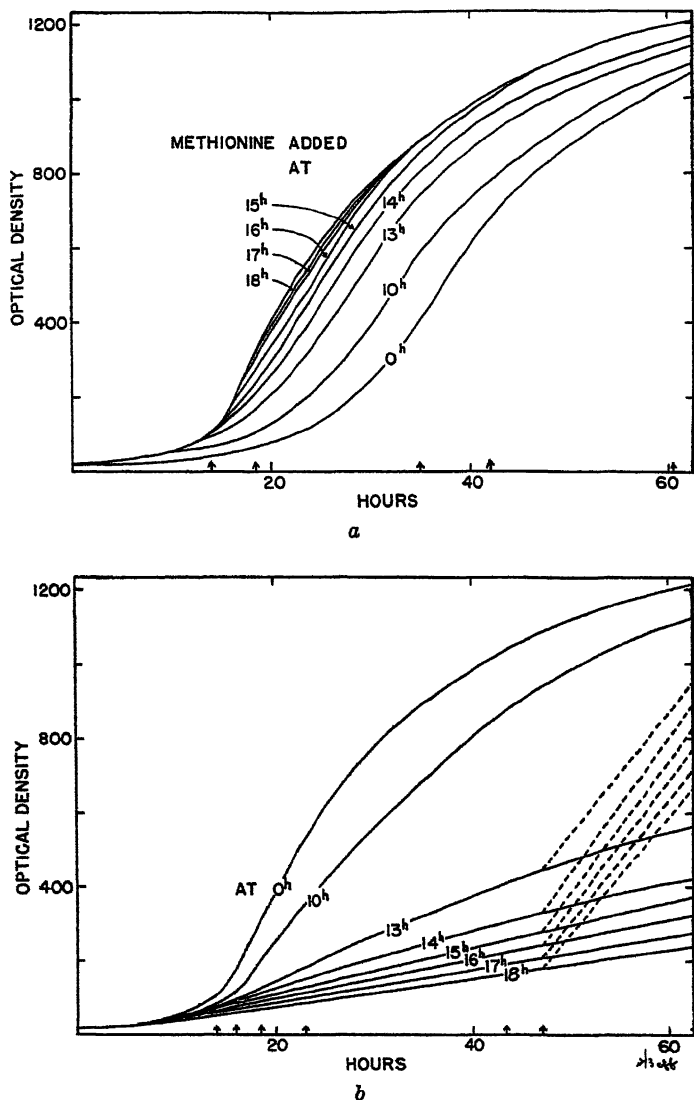 1200
800
400
OPTICAL DENSITY
METHIONINE ADDED
AT
15h
16h
17h
18h
14h
13h
10h
0h
20
40
60
HOURS
a
1200
800
400
OPTICAL DENSITY
AT 0h
10h
13h
14h
15h
16h
17h
18h
20
40
60
HOURS
b